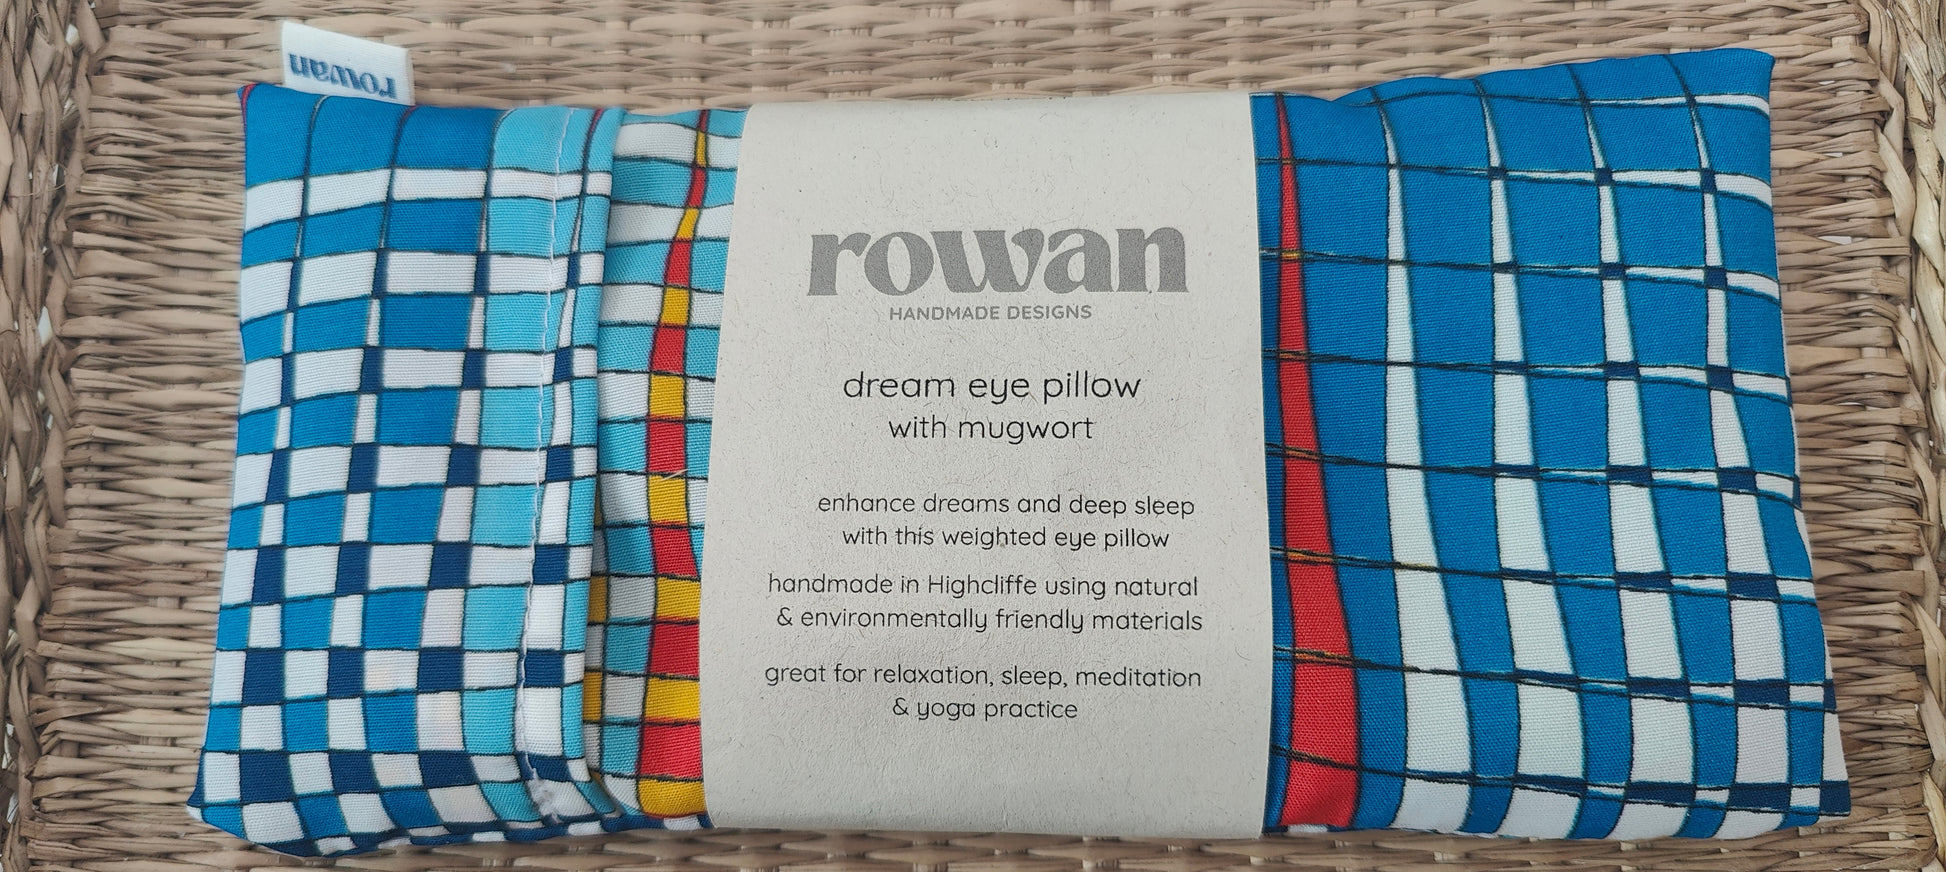 rowan
rowan
HANDMADE DESIGNS
dream eye pillow
with mugwort
enhance dreams and deep sleep
with this weighted eye pillow
handmade in Highcliffe using natural
& environmentally friendly materials
great for relaxation, sleep, meditation
& yoga practice